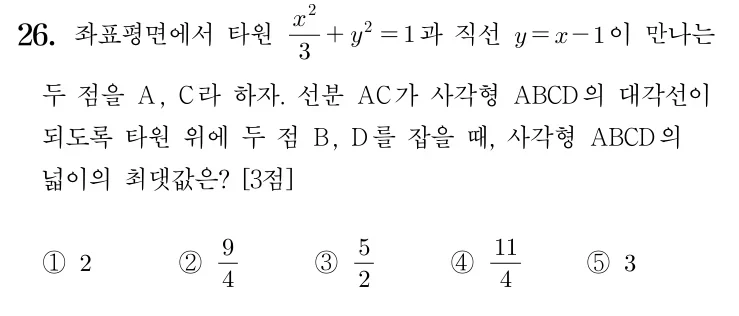 26. 좌표평면에서 타원 x²/3 + y² = 1과 직선 y = x − 1이 만나는
두 점을 A, C라 하자. 선분 AC가 사각형 ABCD의 대각선이
되도록 타원 위에 두 점 B, D를 잡을 때, 사각형 ABCD의
넓이의 최댓값은? [3점]
① 2 ② 9/4 ③ 5/2 ④ 11/4 ⑤ 3